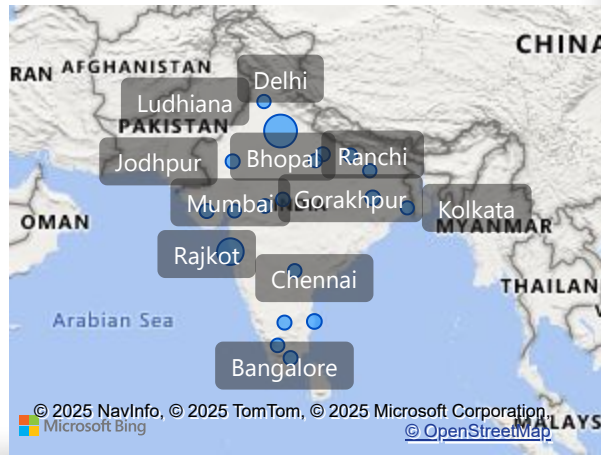 CHINA
RAN AFGHANISTAN
Delhi
Ludhiana
PAKISTAN
Jodhpur
Bhopal
Ranchi
Mumbai
Gorakhpur
Kolkata
OMAN
MYANMAR
Rajkot
Chennai
THAILAN
Arabian Sea
Bangalore
© 2025 NavInfo, © 2025 TomTom, © 2025 Microsoft Corporation,
Microsoft Bing
© OpenStreetMap
MALAYS